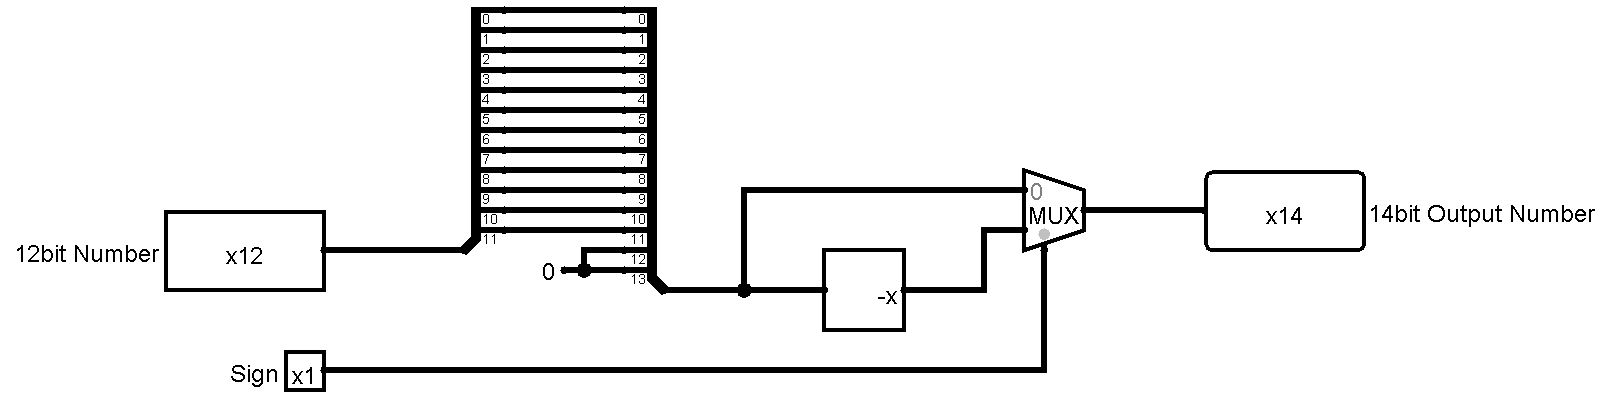 0 0
1 1
2 2
3 3
4 4
5 5
6 6
7 7
8 8
9 9
10 10
11 11
12
0
13
12bit Number
x12
-x
0
MUX
x14
14bit Output Number
Sign
x1